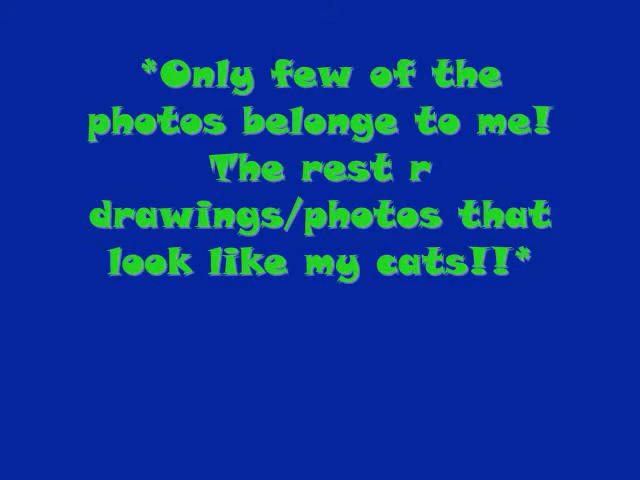 *Only few of the
photos belonge to me!
The rest r
drawings/photos that
look like my cats!!*